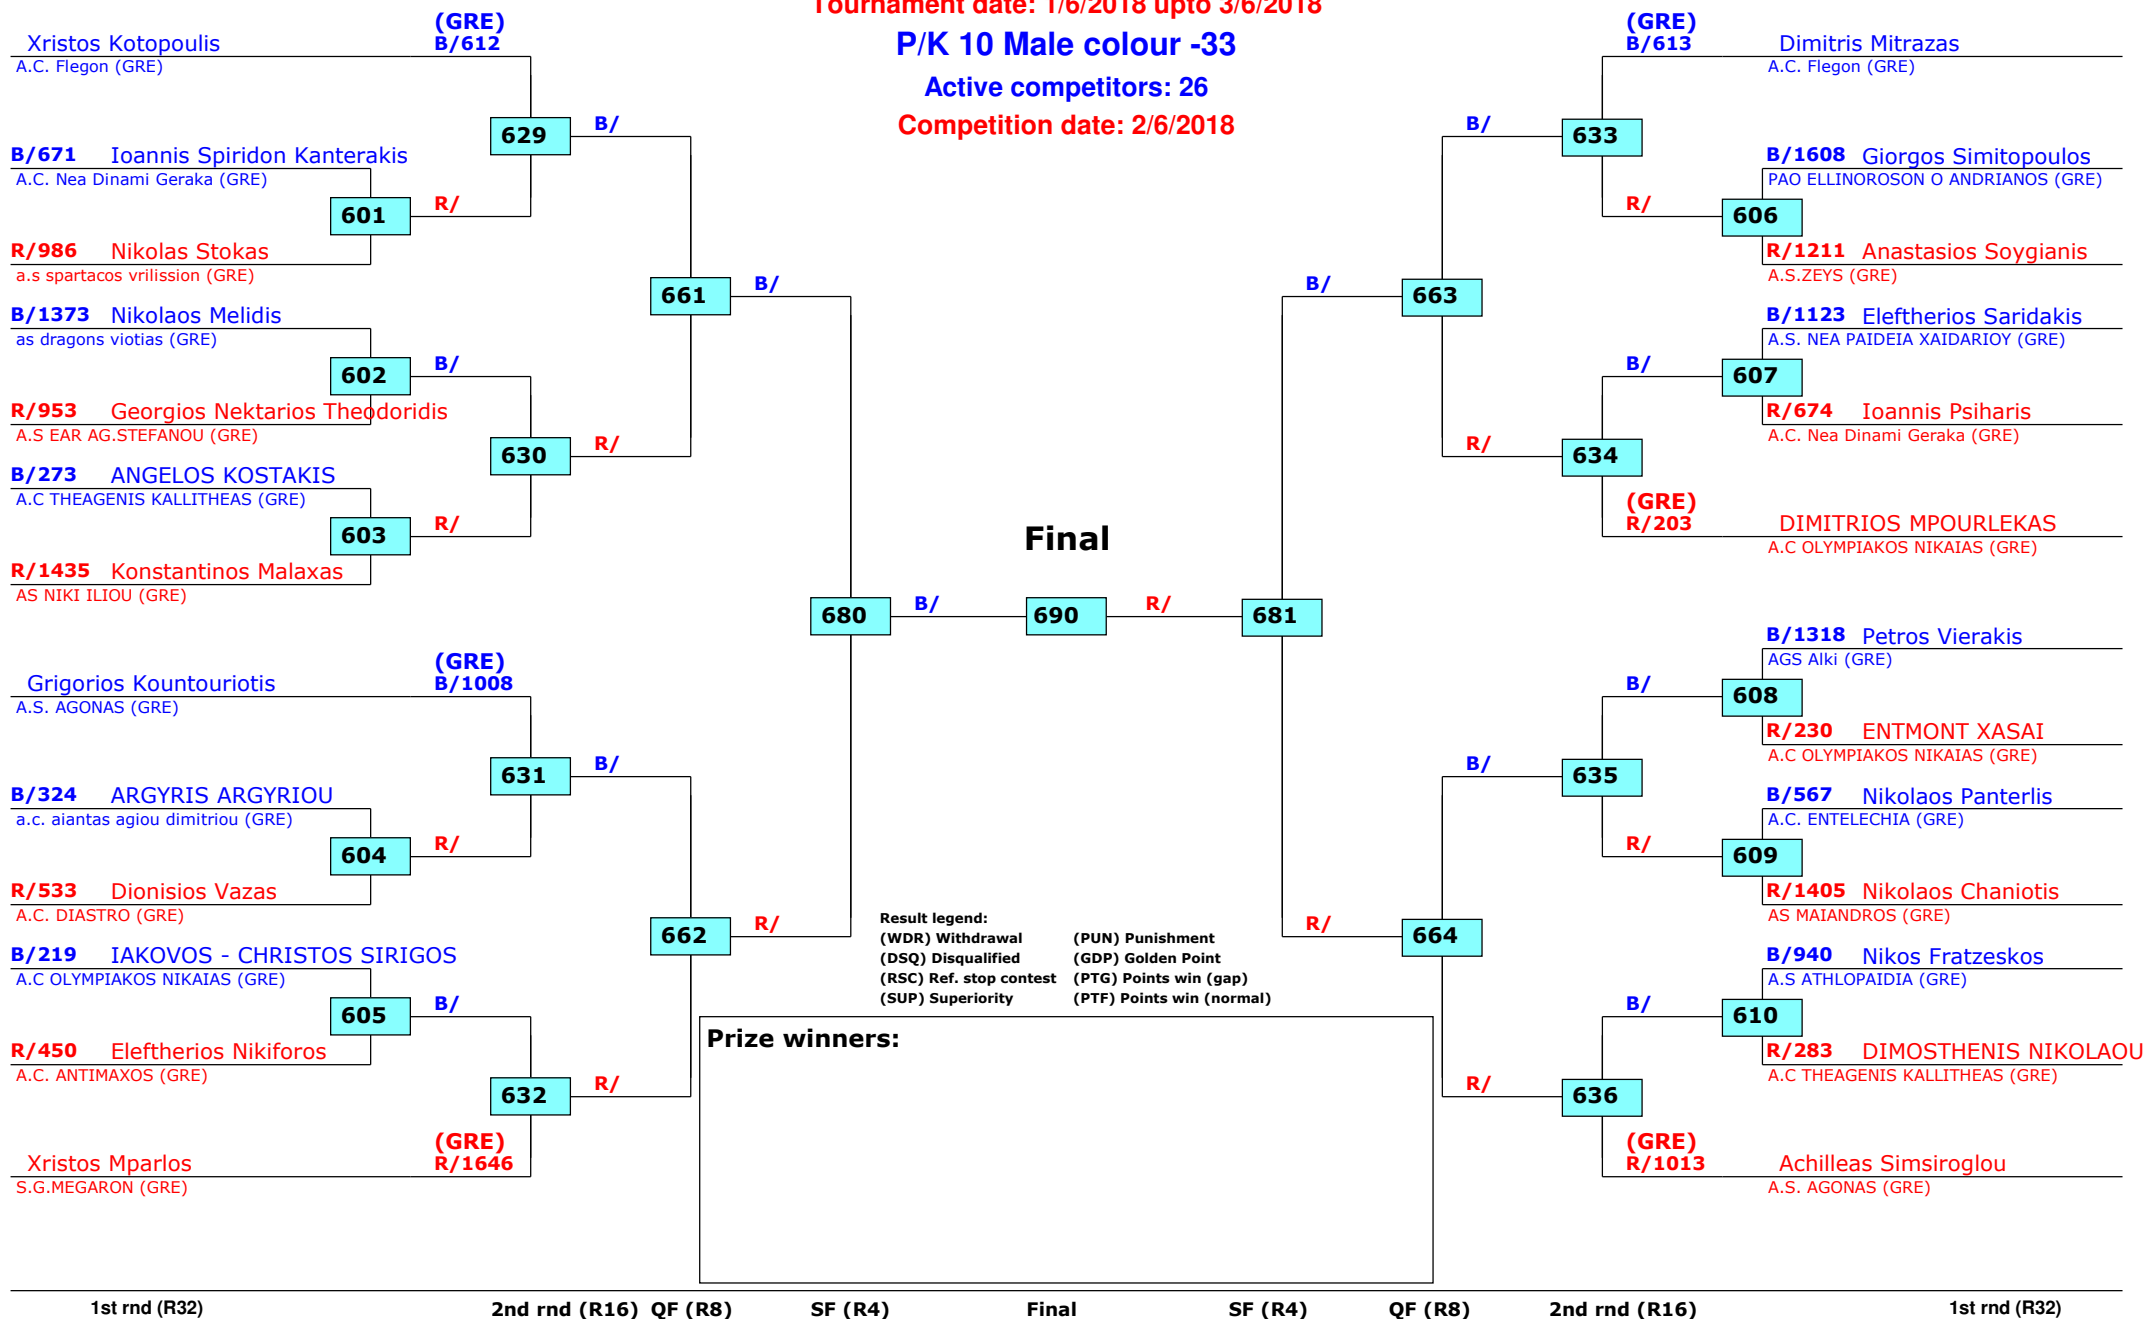 Tournament date: 1/6/2018 upto 3/6/2018
P/K 10 Male colour -33
Active competitors: 26
Competition date: 2/6/2018
(GRE)
Xristos Kotopoulis B/612
A.C. Flegon (GRE)
629
B/
B/671 Ioannis Spiridon Kanterakis
A.C. Nea Dinami Geraka (GRE)
601
R/
R/986 Nikolas Stokas
a.s spartacos vrilission (GRE)
661
B/
B/1373 Nikolaos Melidis
as dragons viotias (GRE)
602
B/
R/953 Georgios Nektarios Theodoridis
A.S EAR AG.STEFANOU (GRE)
630
R/
B/273 ANGELOS KOSTAKIS
A.C THEAGENIS KALLITHEAS (GRE)
603
R/
R/1435 Konstantinos Malaxas
AS NIKI ILIOU (GRE)
(GRE)
Grigorios Kountouriotis B/1008
A.S. AGONAS (GRE)
631
B/
B/324 ARGYRIS ARGYRIOU
a.c. aiantas agiou dimitriou (GRE)
604
R/
R/533 Dionisios Vazas
A.C. DIASTRO (GRE)
662
R/
B/219 IAKOVOS - CHRISTOS SIRIGOS
A.C OLYMPIAKOS NIKAIAS (GRE)
605
B/
R/450 Eleftherios Nikiforos
A.C. ANTIMAXOS (GRE)
632
R/
(GRE)
Xristos Mparlos R/1646
S.G.MEGARON (GRE)
Final
680 B/ 690 R/ 681
(GRE)
B/613 Dimitris Mitrazas
A.C. Flegon (GRE)
B/
633
B/1608 Giorgos Simitopoulos
PAO ELLINOROSON O ANDRIANOS (GRE)
R/
606
R/1211 Anastasios Soygianis
A.S.ZEYS (GRE)
B/
663
B/1123 Eleftherios Saridakis
A.S. NEA PAIDEIA XAIDARIOY (GRE)
B/
607
R/674 Ioannis Psiharis
A.C. Nea Dinami Geraka (GRE)
R/
634
(GRE)
R/203 DIMITRIOS MPOURLEKAS
A.C OLYMPIAKOS NIKAIAS (GRE)
B/1318 Petros Vierakis
AGS Alki (GRE)
B/
608
R/230 ENTMONT XASAI
A.C OLYMPIAKOS NIKAIAS (GRE)
B/
635
B/567 Nikolaos Panterlis
A.C. ENTELECHIA (GRE)
R/
609
R/1405 Nikolaos Chaniotis
AS MAIANDROS (GRE)
R/
664
B/940 Nikos Fratzeskos
A.S ATHLOPAIDIA (GRE)
B/
610
R/283 DIMOSTHENIS NIKOLAOU
A.C THEAGENIS KALLITHEAS (GRE)
R/
636
(GRE)
R/1013 Achilleas Simsiroglou
A.S. AGONAS (GRE)
Result legend:
(WDR) Withdrawal (PUN) Punishment
(DSQ) Disqualified (GDP) Golden Point
(RSC) Ref. stop contest (PTG) Points win (gap)
(SUP) Superiority (PTF) Points win (normal)
Prize winners:
1st rnd (R32) 2nd rnd (R16) QF (R8) SF (R4) Final SF (R4) QF (R8) 2nd rnd (R16) 1st rnd (R32)